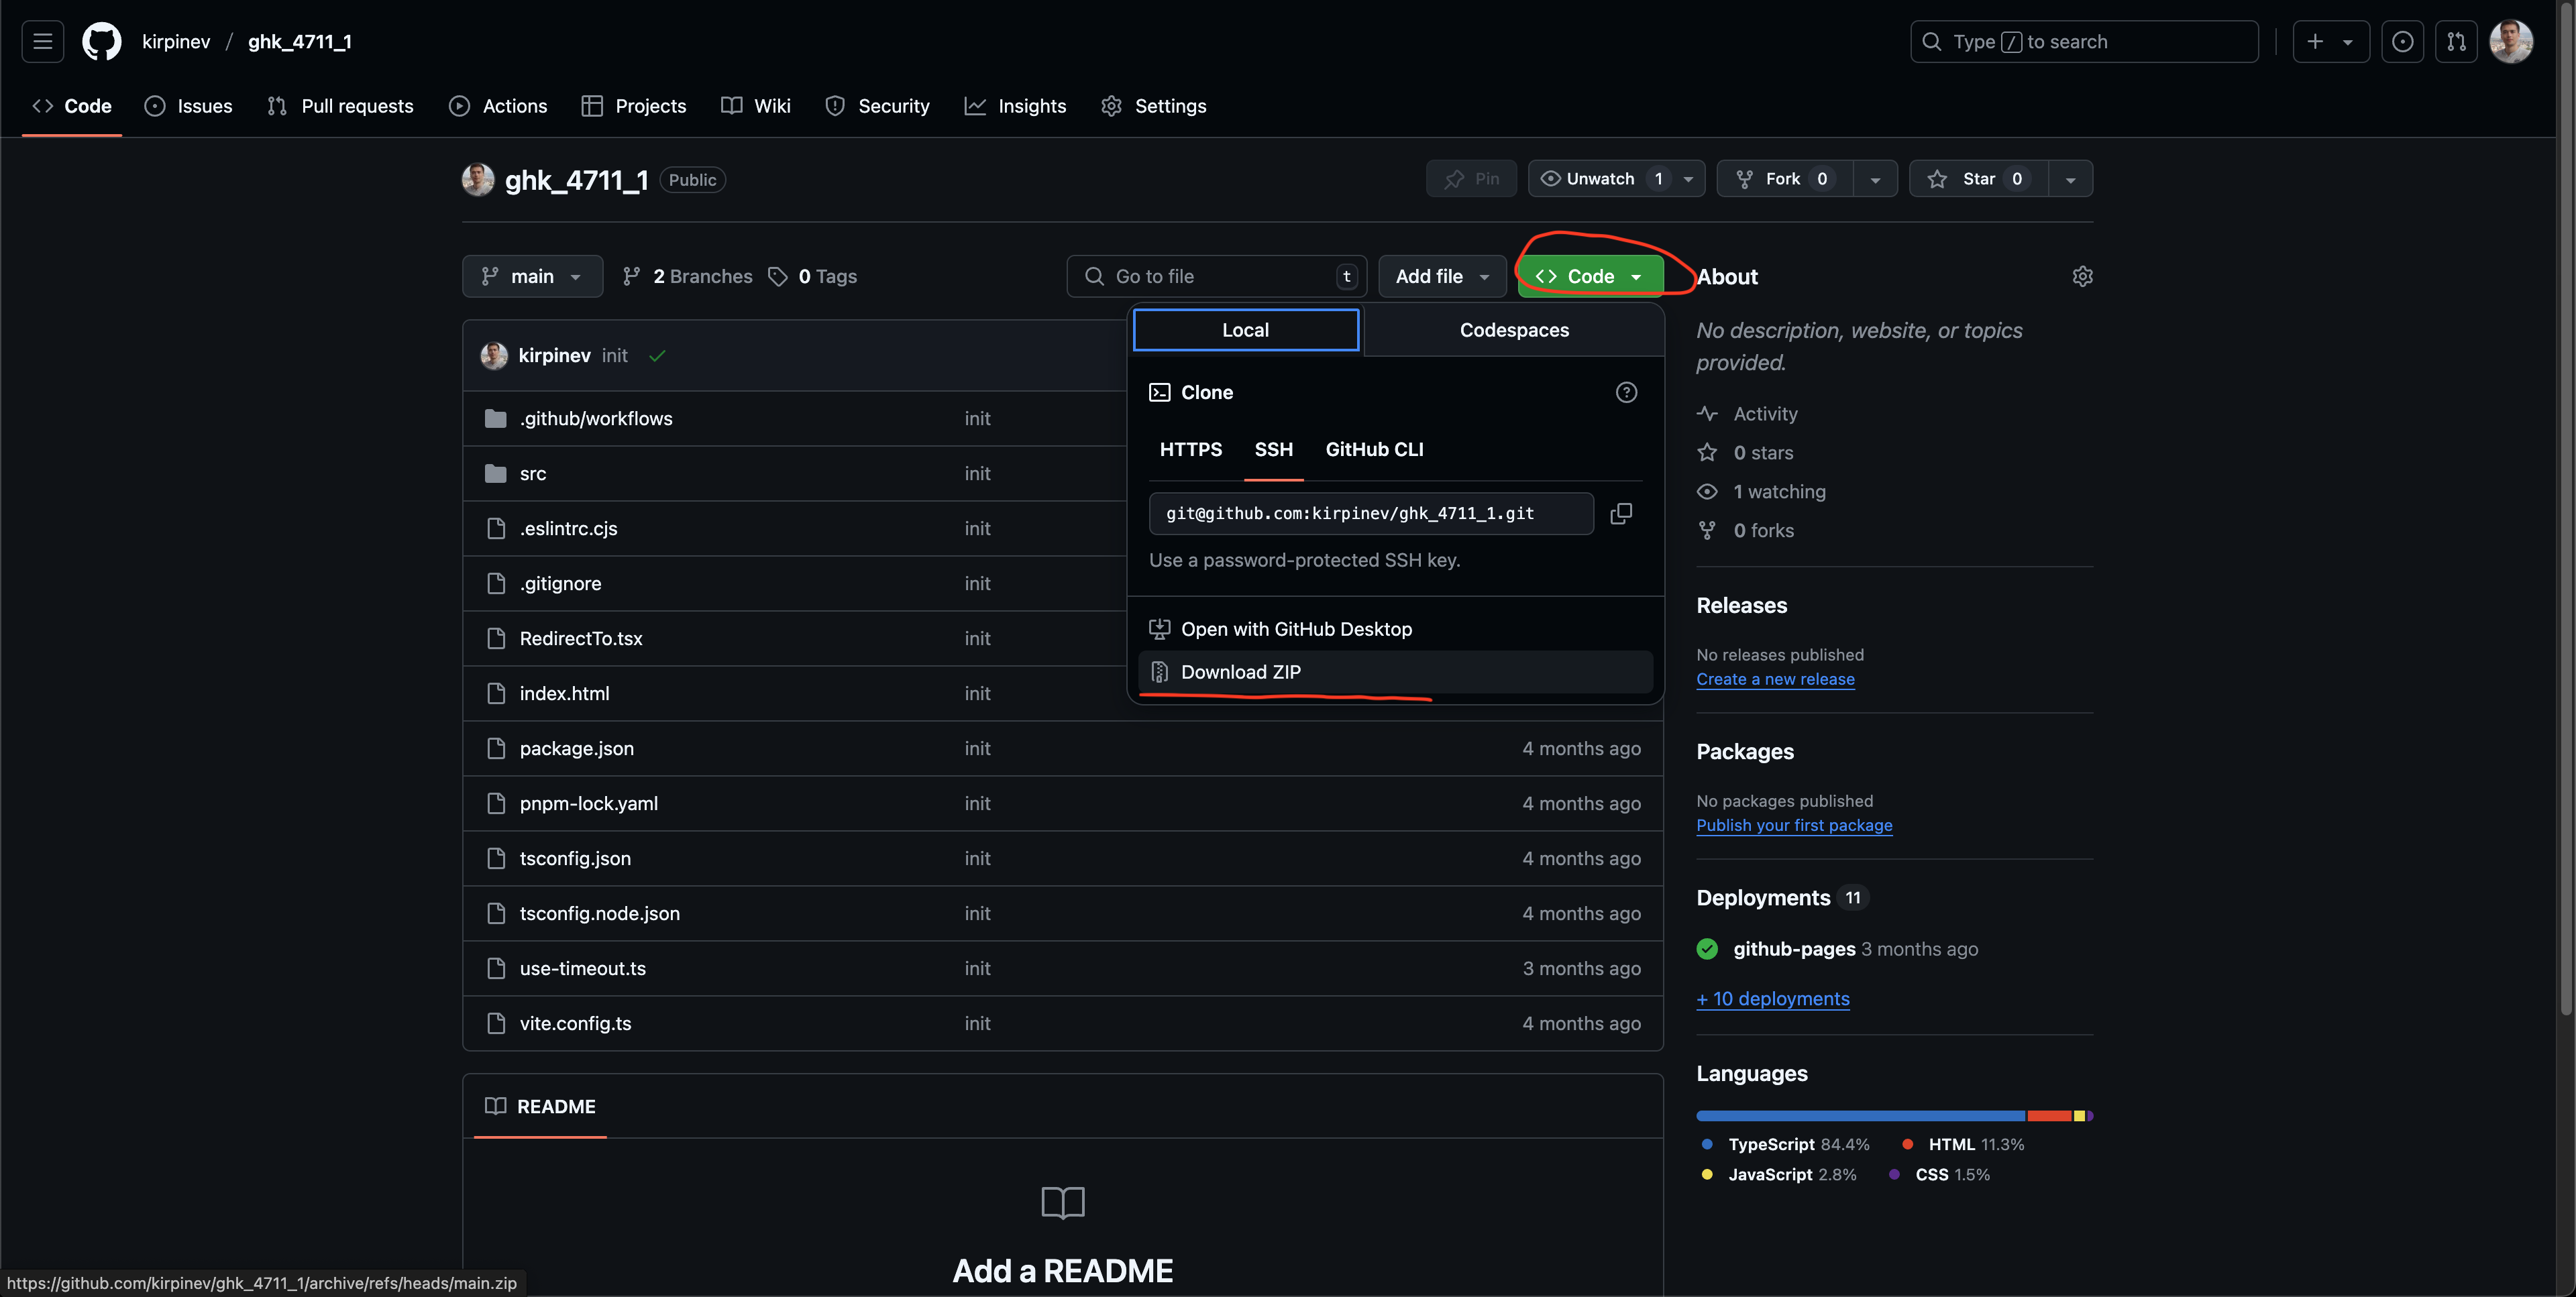 kirpinev / ghk_4711_1
Type / to search
Code Issues Pull requests Actions Projects Wiki Security Insights Settings
ghk_4711_1 Public
Pin Unwatch 1 Fork 0 Star 0
main 2 Branches 0 Tags
Go to file t Add file Code
kirpinev init
.github/workflows init
src init
.eslintrc.cjs init
.gitignore init
RedirectTo.tsx init
index.html init
package.json init 4 months ago
pnpm-lock.yaml init 4 months ago
tsconfig.json init 4 months ago
tsconfig.node.json init 4 months ago
use-timeout.ts init 3 months ago
vite.config.ts init 4 months ago
Local Codespaces
Clone
HTTPS SSH GitHub CLI
git@github.com:kirpinev/ghk_4711_1.git
Use a password-protected SSH key.
Open with GitHub Desktop
Download ZIP
README
Add a README
About
No description, website, or topics
provided.
Activity
0 stars
1 watching
0 forks
Releases
No releases published
Create a new release
Packages
No packages published
Publish your first package
Deployments 11
github-pages 3 months ago
+ 10 deployments
Languages
TypeScript 84.4% HTML 11.3%
JavaScript 2.8% CSS 1.5%
https://github.com/kirpinev/ghk_4711_1/archive/refs/heads/main.zip